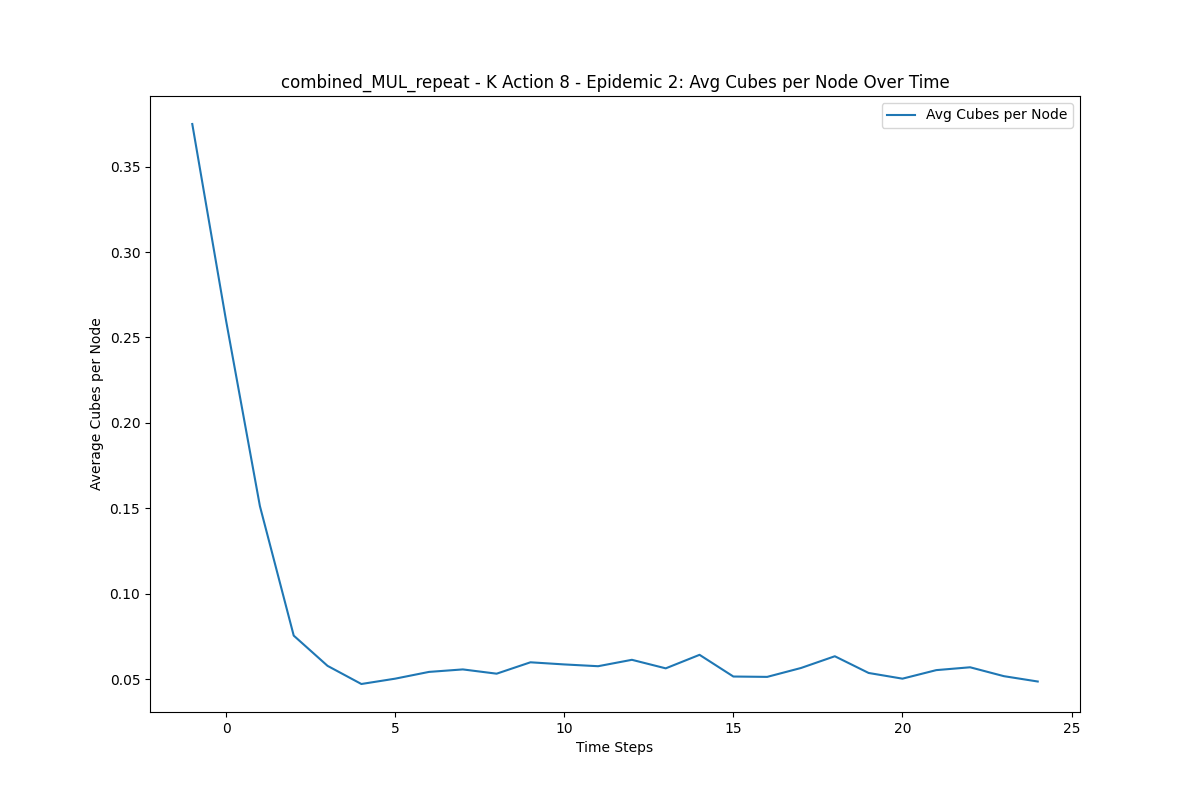 combined_MUL_repeat - K Action 8 - Epidemic 2: Avg Cubes per Node Over Time
Avg Cubes per Node
Average Cubes per Node
0.35
0.30
0.25
0.20
0.15
0.10
0.05
0 5 10 15 20 25
Time Steps